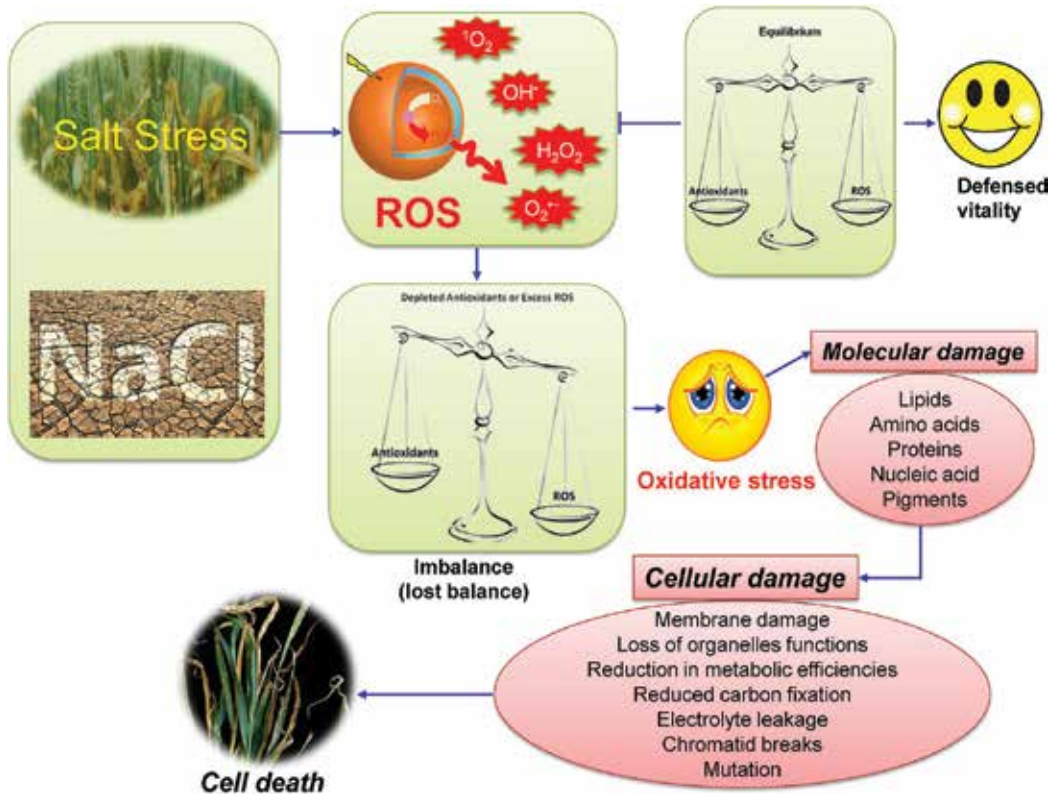 Salt Stress
NaCl
¹O₂
OH•
H₂O₂
O₂•−
ROS
Equilibrium
Antioxidants
ROS
Defensed
vitality
Depleted Antioxidants or Excess ROS
Antioxidants
ROS
Imbalance
(lost balance)
Oxidative stress
Molecular damage
Lipids
Amino acids
Proteins
Nucleic acid
Pigments
Cellular damage
Membrane damage
Loss of organelles functions
Reduction in metabolic efficiencies
Reduced carbon fixation
Electrolyte leakage
Chromatid breaks
Mutation
Cell death